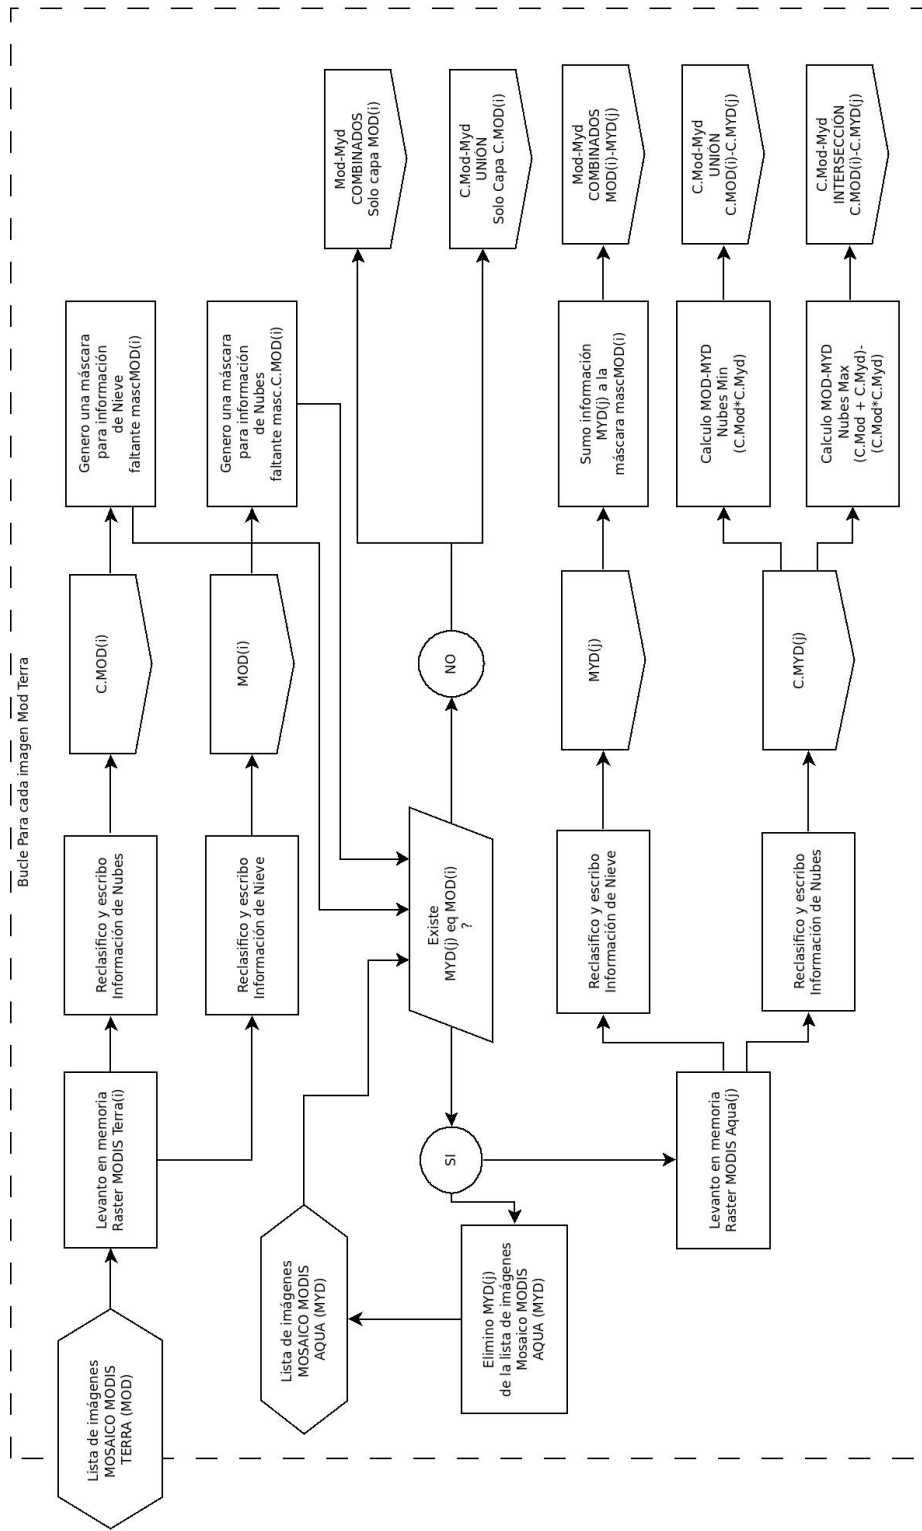 Bucle Para cada imagen Mod Terra
Lista de imágenes
MOSAICO MODIS
TERRA (MOD)
Levanto en memoria
Raster MODIS Terra(i)
Reclasifico y escribo
Información de Nubes
C.MOD(i)
Genero una máscara
para información
de Nieve
faltante mascMOD(i)
Reclasifico y escribo
Información de Nieve
MOD(i)
Genero una máscara
para información
de Nubes
faltante masc.C.MOD(i)
Lista de imágenes
MOSAICO MODIS
AQUA (MYD)
Existe
MYD(j) eq MOD(i)
?
NO
Mod-Myd
COMBINADOS
Solo capa MOD(i)
C.Mod-Myd
UNIÓN
Solo Capa C.MOD(i)
SI
Elimino MYD(j)
de la lista de imágenes
Mosaico MODIS
AQUA (MYD)
Levanto en memoria
Raster MODIS Aqua(j)
Reclasifico y escribo
Información de Nieve
MYD(j)
Sumo información
MYD(j) a la
máscara mascMOD(i)
Mod-Myd
COMBINADOS
MOD(i)-MYD(j)
Reclasifico y escribo
Información de Nubes
C.MYD(j)
Calculo MOD-MYD
Nubes Min
(C.Mod*C.Myd)
C.Mod-Myd
UNIÓN
C.MOD(i)-C.MYD(j)
Calculo MOD-MYD
Nubes Max
(C.Mod + C.Myd)-
(C.Mod*C.Myd)
C.Mod-Myd
INTERSECCIÓN
C.MOD(i)-C.MYD(j)